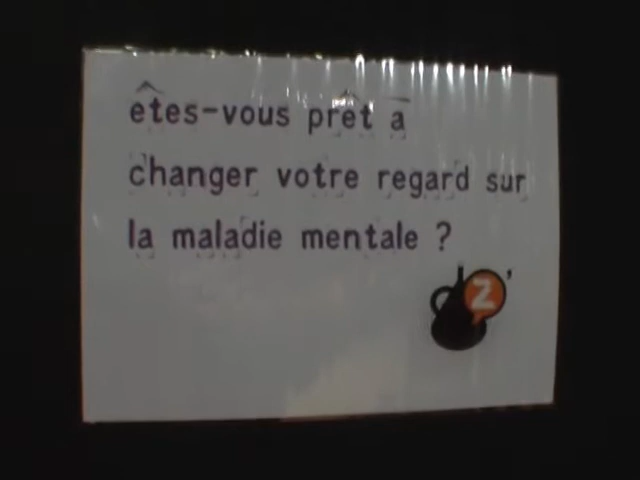 êtes-vous prêt à
changer votre regard sur
la maladie mentale ?
Z'